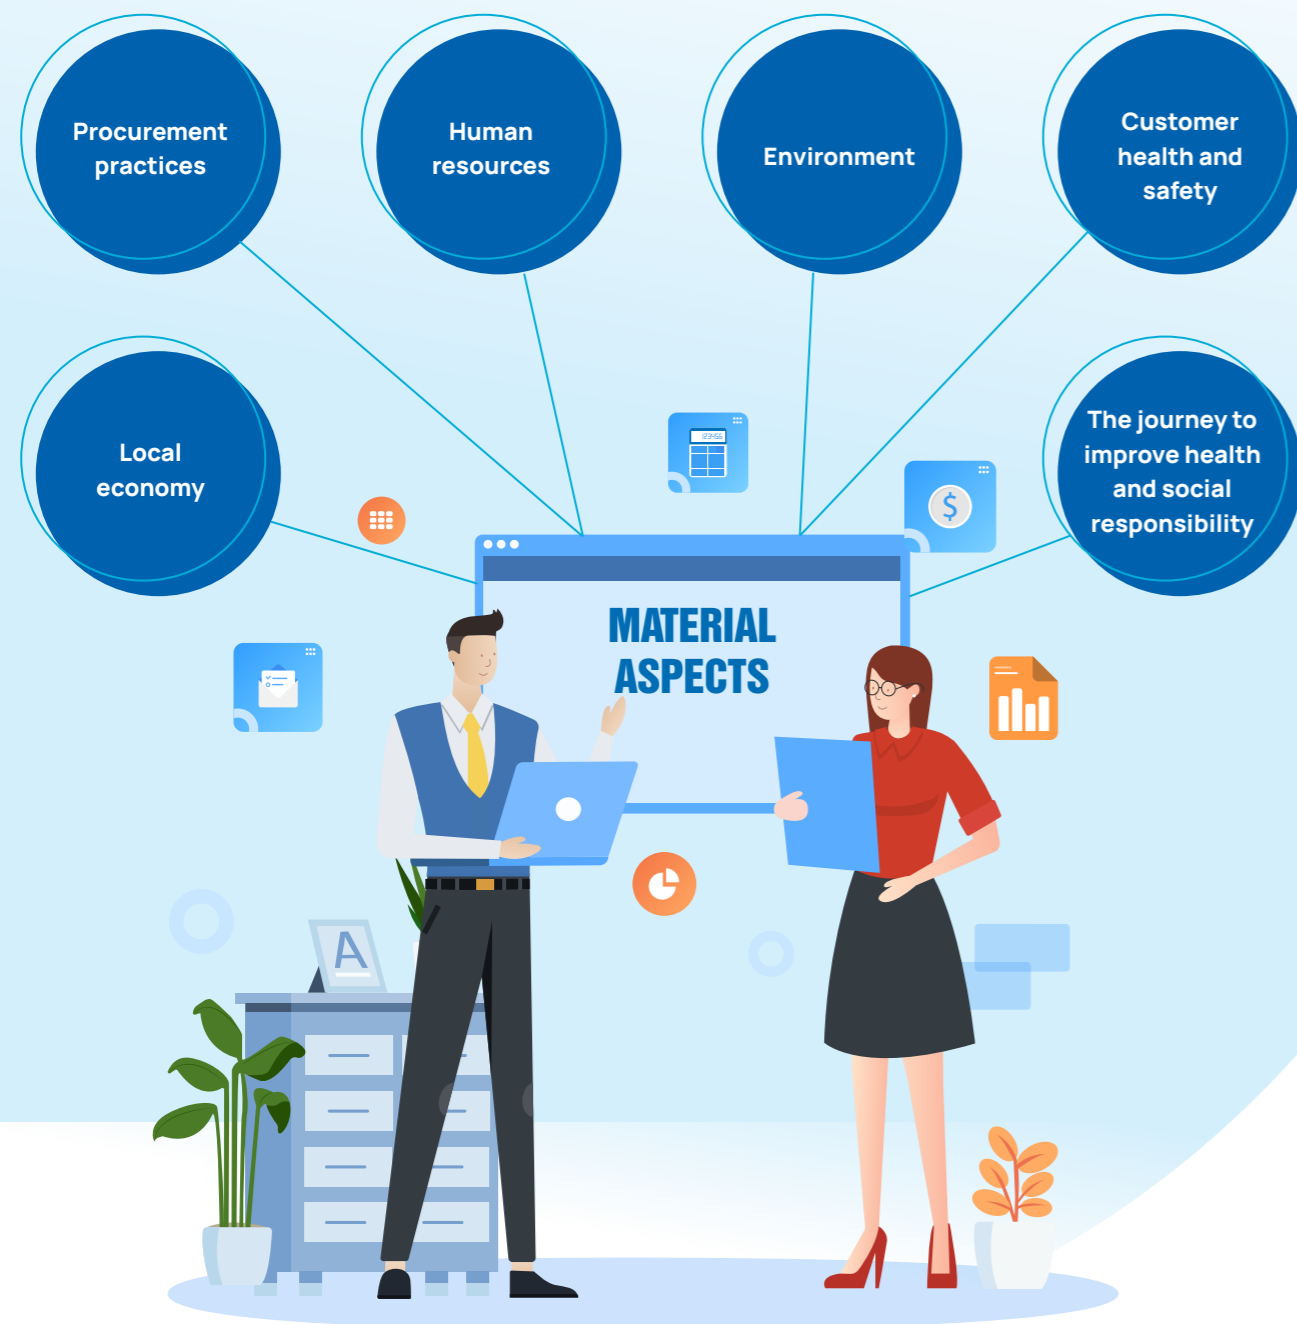 Procurement
practices
Human
resources
Environment
Customer
health and
safety
Local
economy
The journey to
improve health
and social
responsibility
123456
$
MATERIAL
ASPECTS
A